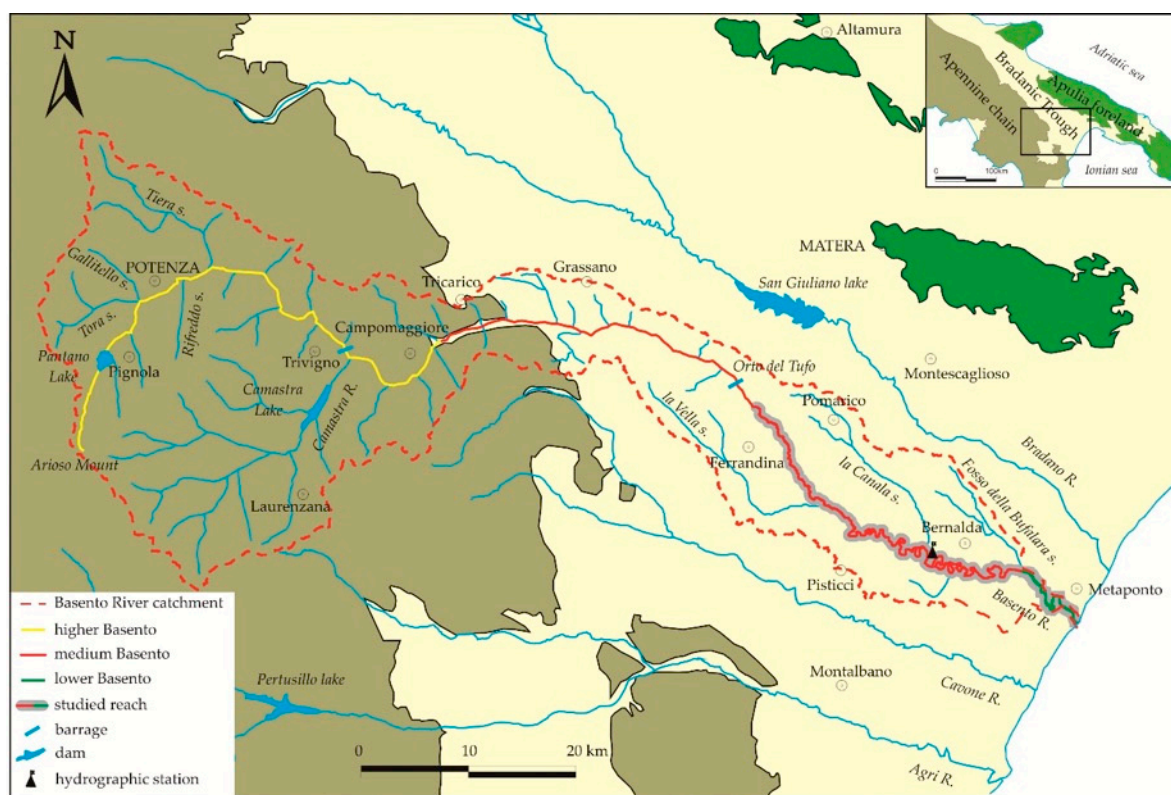 N
Altamura
Adriatic sea
Apennine chain
Bradanic Trough
Apulia foreland
0
100km
Ionian sea
Tiera s.
Gallitello s.
POTENZA
Tora s.
Rifreddo s.
Pantano
Lake
Pignola
Trivigno
Campomaggiore
Tricarico
Grassano
MATERA
San Giuliano lake
Camastra
Lake
Camastra R.
Arioso Mount
Laurenzana
Orto del Tufo
Montescaglioso
la Vella s.
Pomarico
Ferrandina
la Canala s.
Fosso della Bufalara s.
Bradano R.
Bernalda
Pisticci
Basento R.
Metaponto
Montalbano
Cavone R.
Pertusillo lake
Agri R.
Basento River catchment
higher Basento
medium Basento
lower Basento
studied reach
barrage
dam
hydrographic station
0
10
20 km